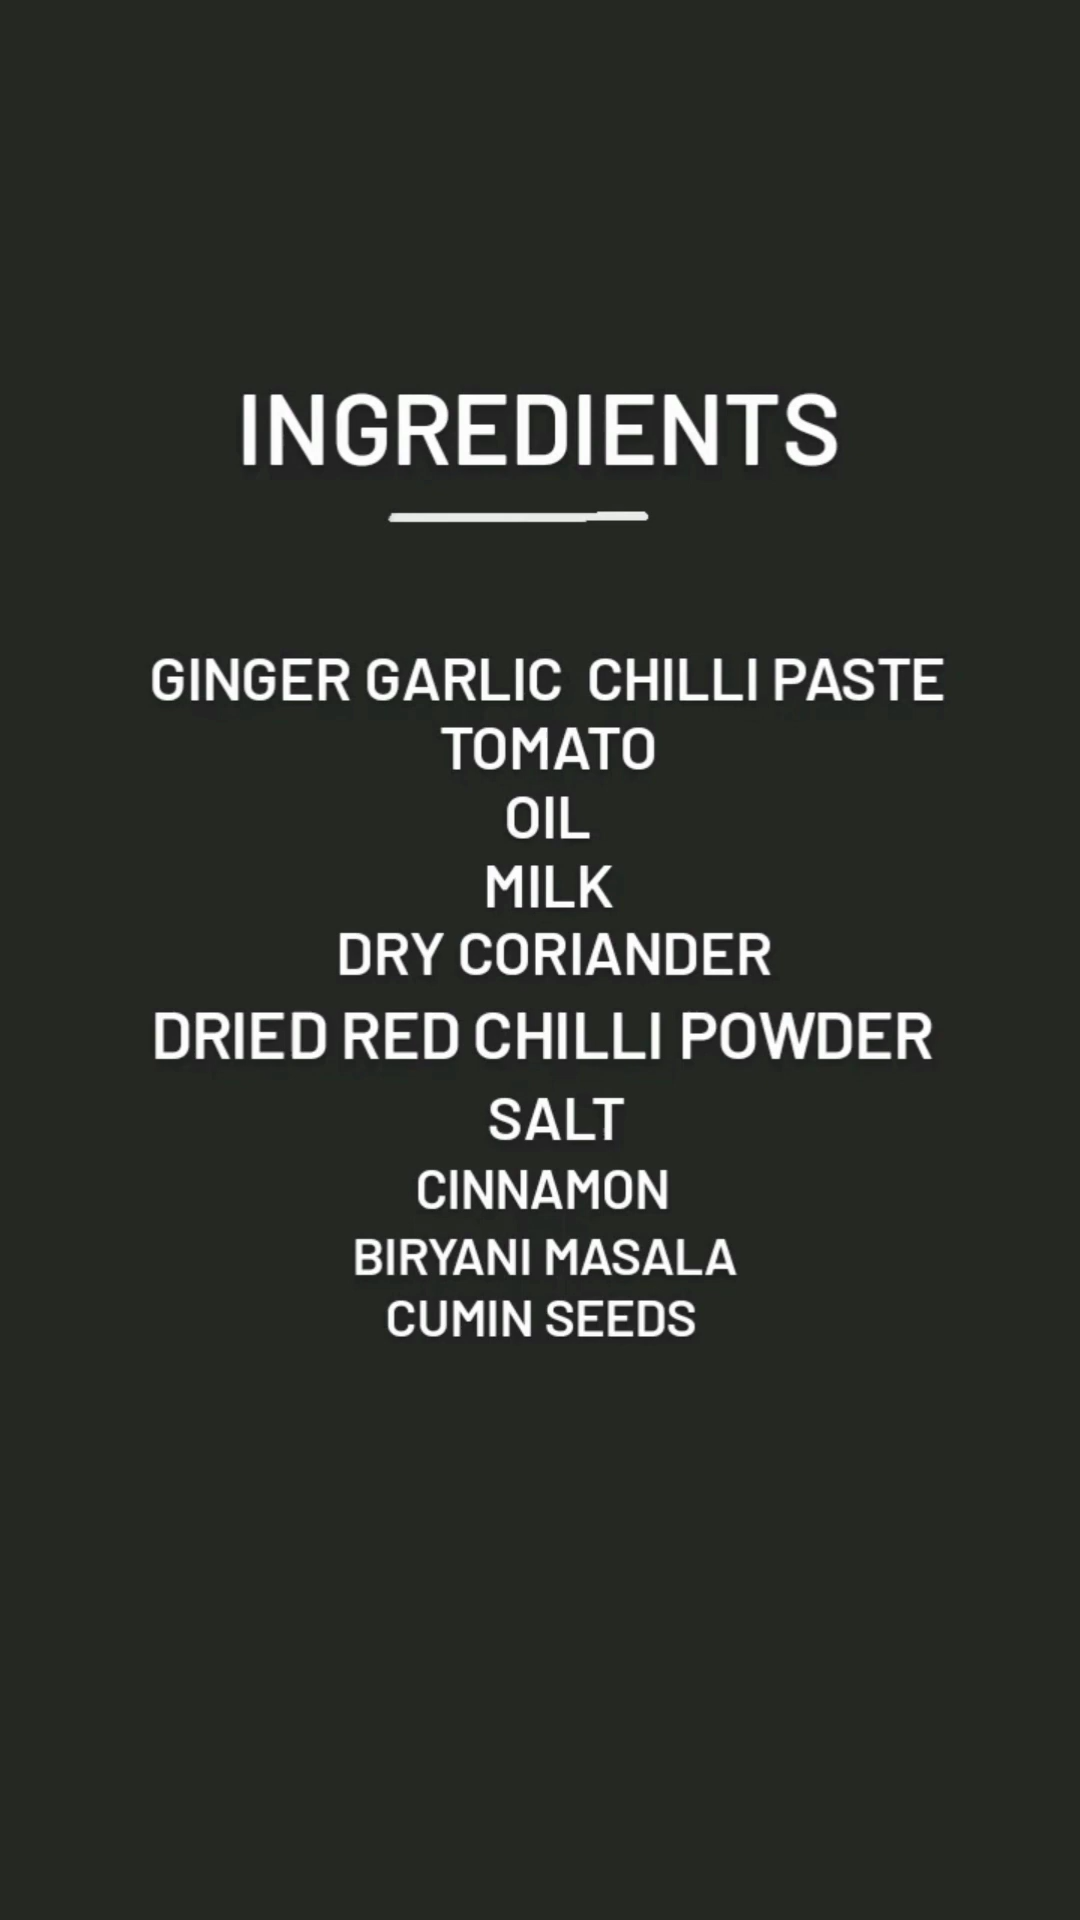 INGREDIENTS
GINGER GARLIC CHILLI PASTE
TOMATO
OIL
MILK
DRY CORIANDER
DRIED RED CHILLI POWDER
SALT
CINNAMON
BIRYANI MASALA
CUMIN SEEDS